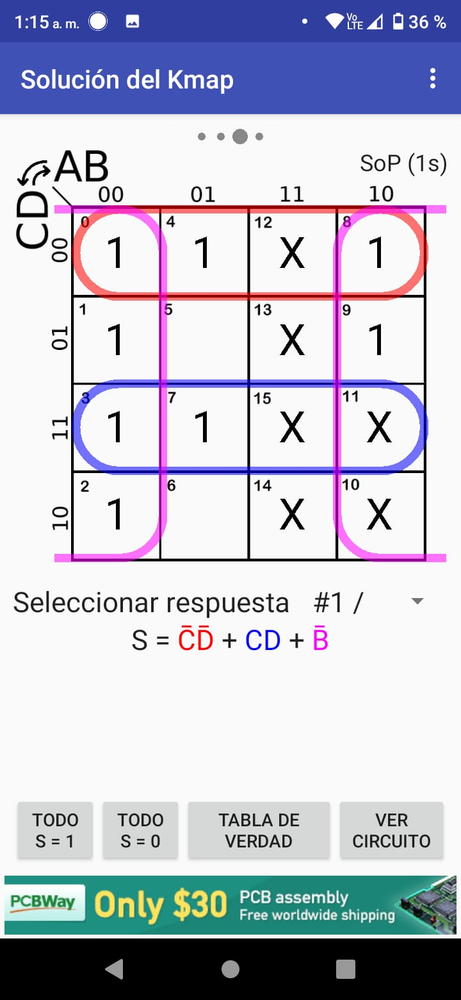 1:15 a. m. Vo LTE 36 %
Solución del Kmap
AB SoP (1s)
CD
00 01 11 10
00 0 1 4 1 12 X 8 1
01 1 1 5 13 X 9 1
11 3 1 7 1 15 X 11 X
10 2 1 6 14 X 10 X
Seleccionar respuesta #1 /
S = C̄D̄ + CD + B̄
TODO S = 1
TODO S = 0
TABLA DE VERDAD
VER CIRCUITO
PCBWay Only $30 PCB assembly
Free worldwide shipping